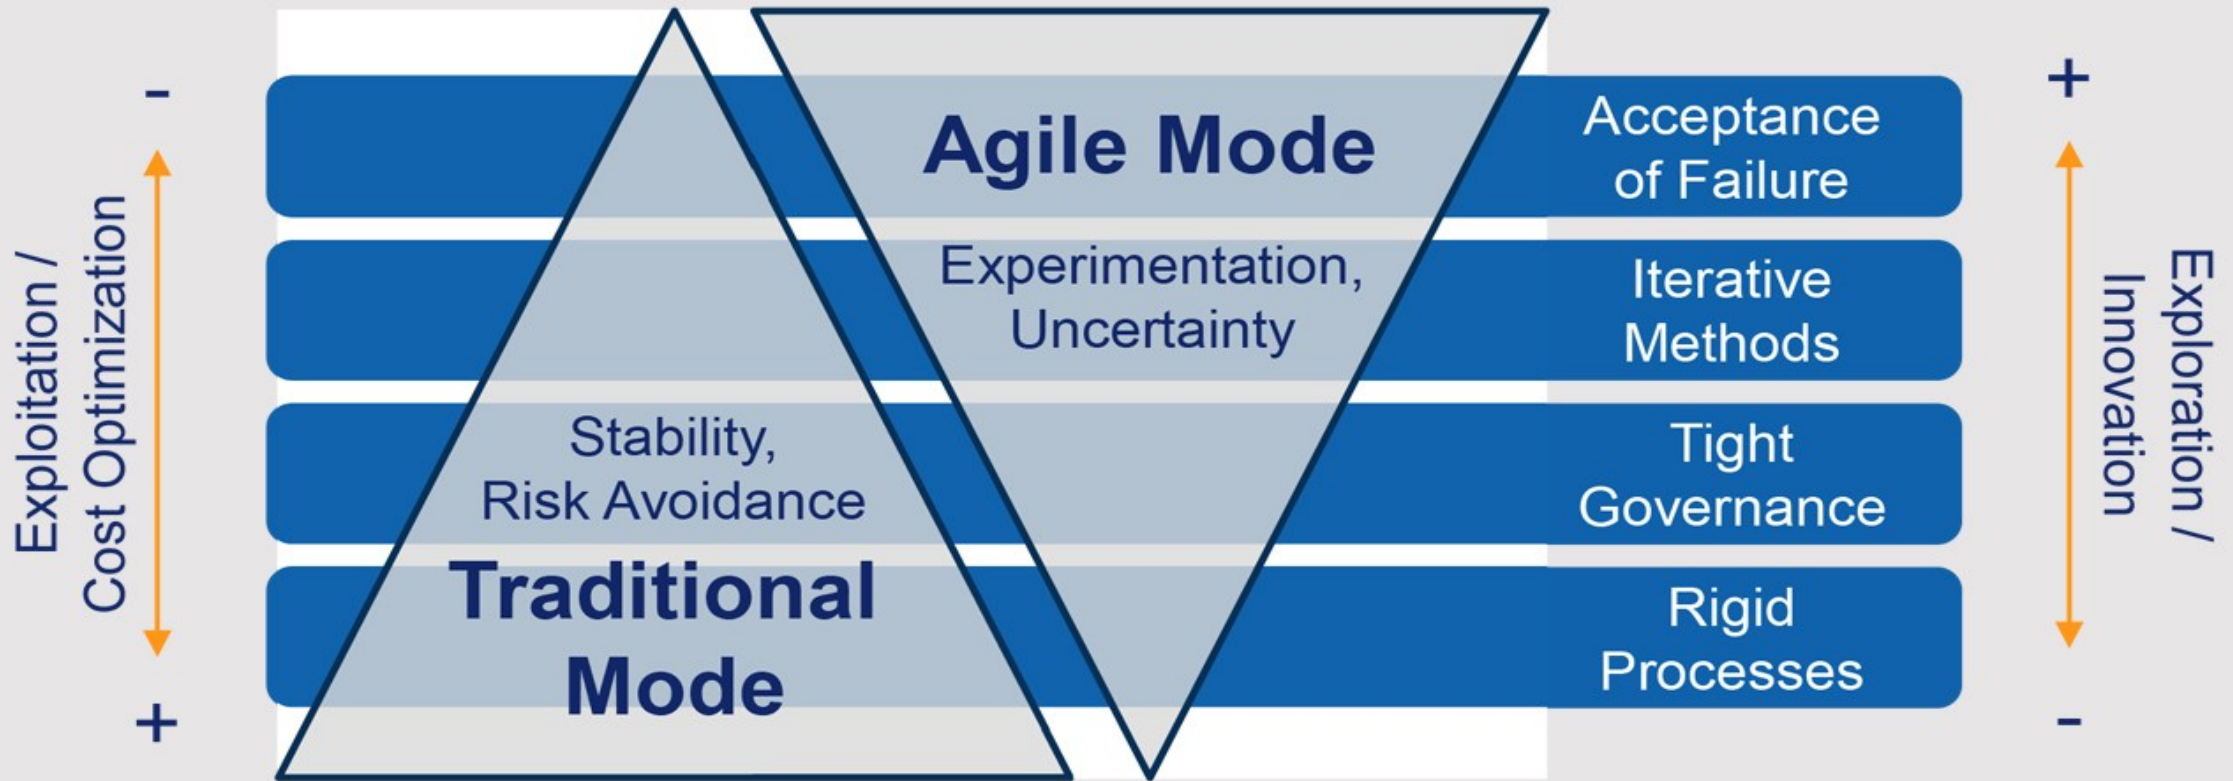 -
Exploitation /
Cost Optimization
+
Agile Mode
Experimentation,
Uncertainty
Stability,
Risk Avoidance
Traditional
Mode
Acceptance
of Failure
Iterative
Methods
Tight
Governance
Rigid
Processes
+
Exploration /
Innovation
-